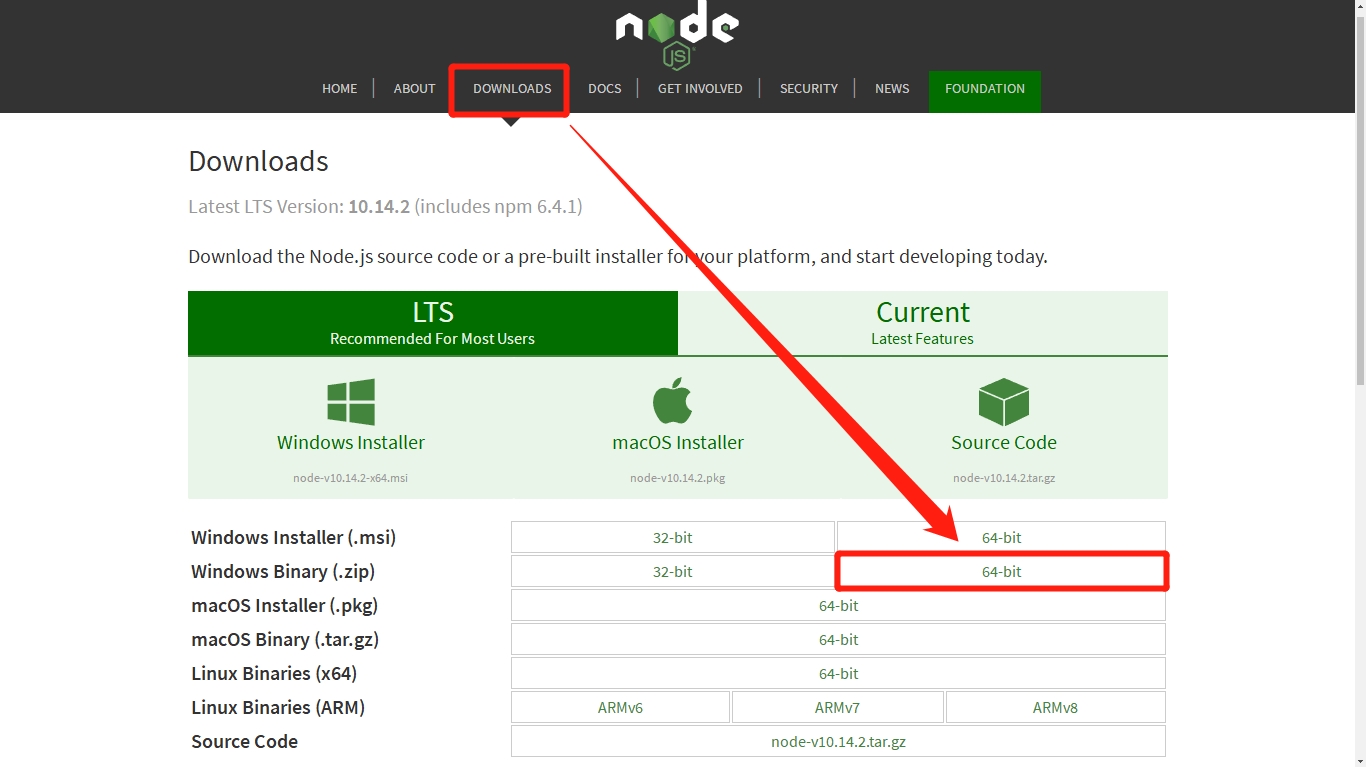 node
JS
HOME ABOUT DOWNLOADS DOCS GET INVOLVED SECURITY NEWS FOUNDATION
Downloads
Latest LTS Version: 10.14.2 (includes npm 6.4.1)
Download the Node.js source code or a pre-built installer for your platform, and start developing today.
LTS Current
Recommended For Most Users Latest Features
Windows Installer macOS Installer Source Code
node-v10.14.2-x64.msi node-v10.14.2.pkg node-v10.14.2.tar.gz
Windows Installer (.msi) 32-bit 64-bit
Windows Binary (.zip) 32-bit 64-bit
macOS Installer (.pkg) 64-bit
macOS Binary (.tar.gz) 64-bit
Linux Binaries (x64) 64-bit
Linux Binaries (ARM) ARMv6 ARMv7 ARMv8
Source Code node-v10.14.2.tar.gz